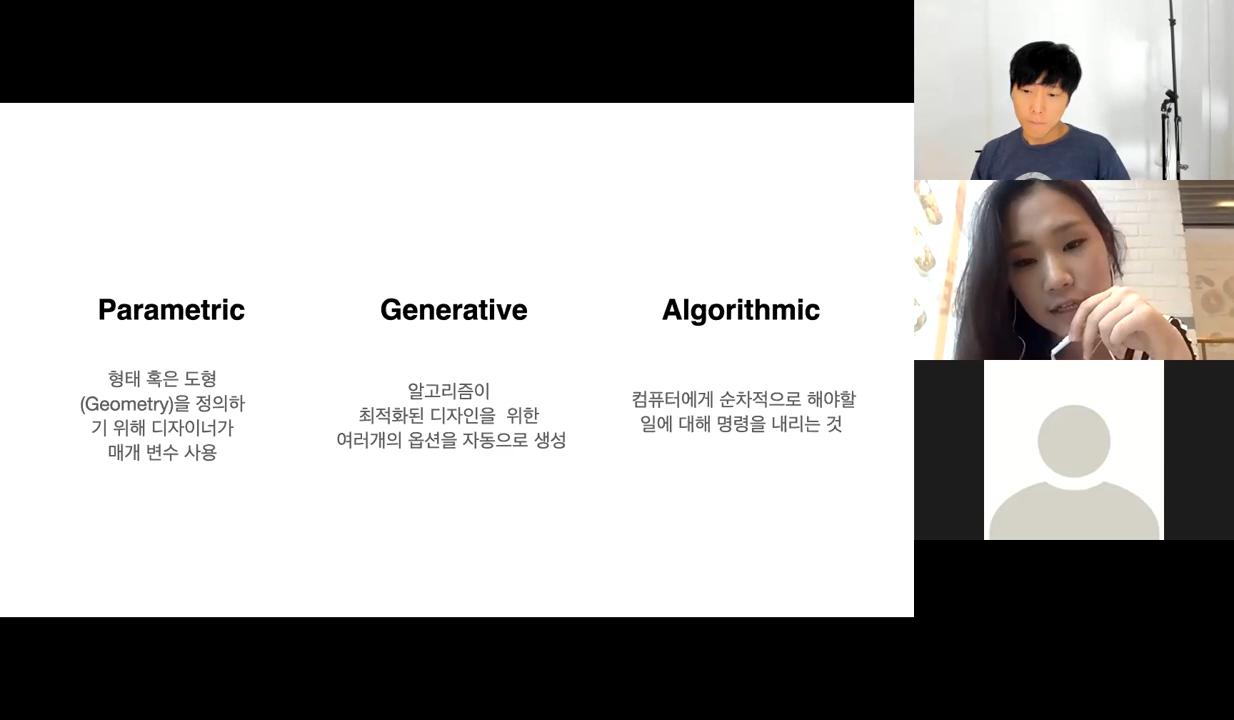 Parametric
형태 혹은 도형
(Geometry)을 정의하
기 위해 디자이너가
매개 변수 사용
Generative
알고리즘이
최적화된 디자인을 위한
여러개의 옵션을 자동으로 생성
Algorithmic
컴퓨터에게 순차적으로 해야할
일에 대해 명령을 내리는 것